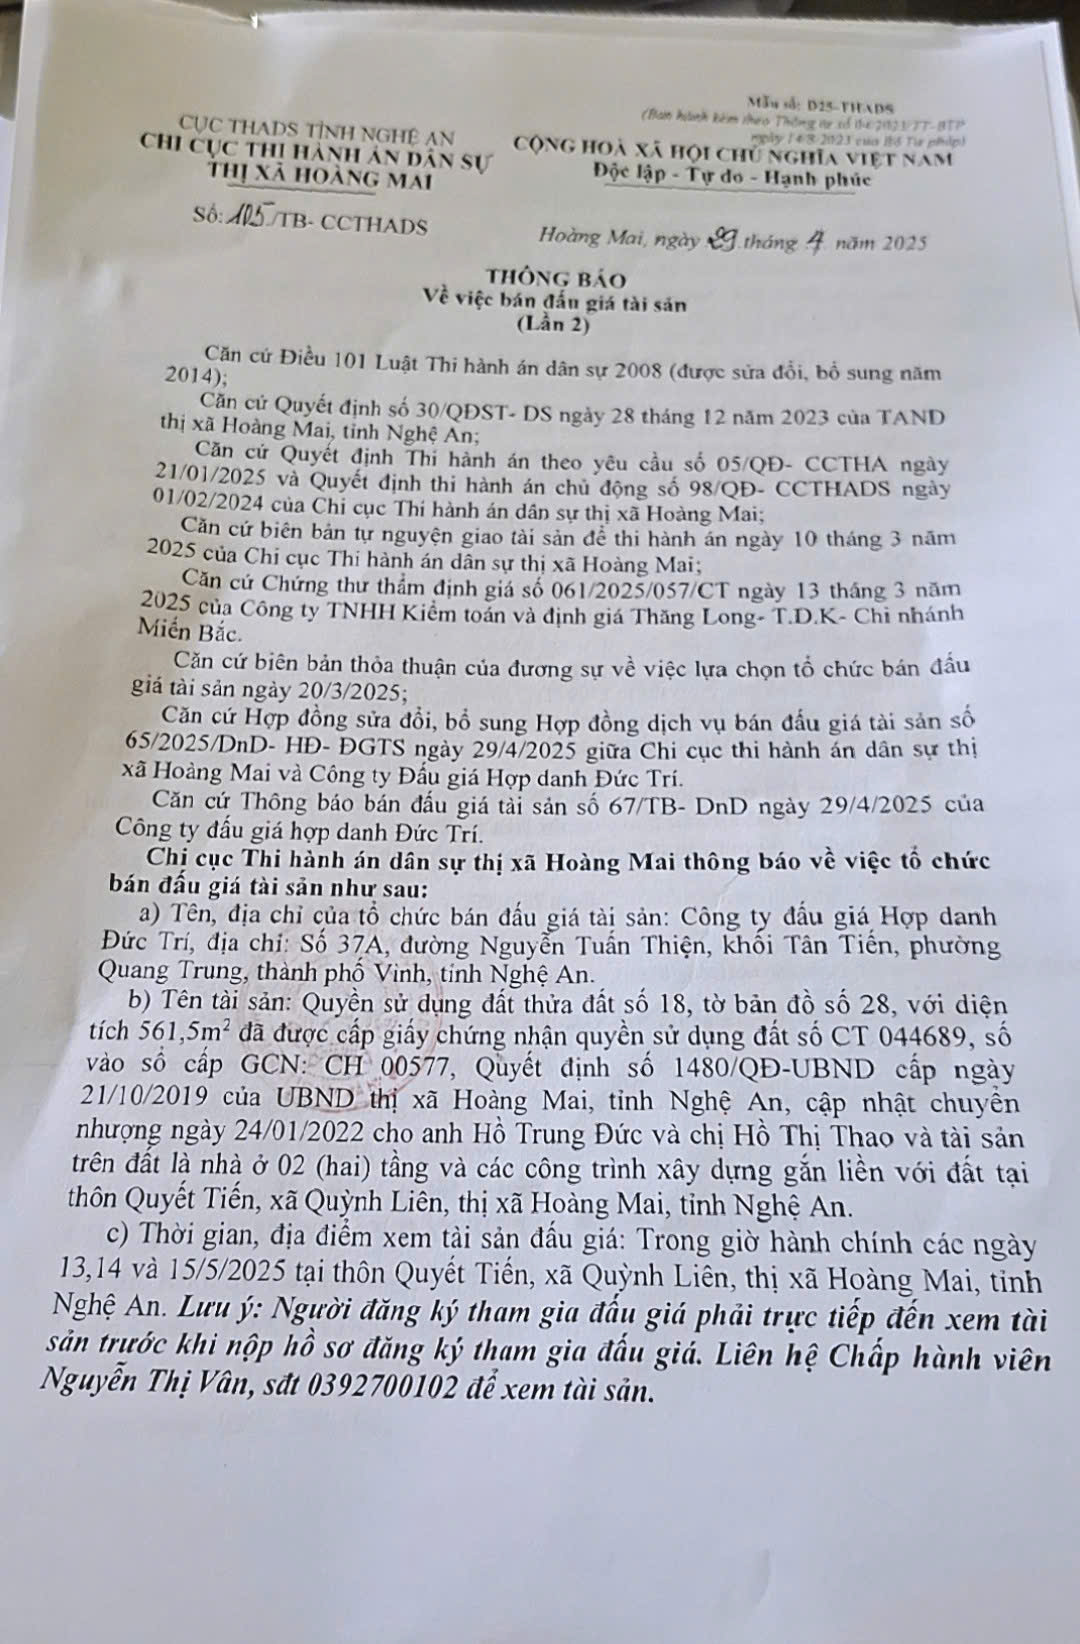 Mẫu số: D25-THADS
(Ban hành kèm theo Thông tư số 04/2023/TT-BTP
ngày 14/8/2023 của Bộ Tư pháp)
CỤC THADS TỈNH NGHỆ AN
CHI CỤC THI HÀNH ÁN DÂN SỰ
THỊ XÃ HOÀNG MAI
CỘNG HOÀ XÃ HỘI CHỦ NGHĨA VIỆT NAM
Độc lập - Tự do - Hạnh phúc
Số: 105/TB- CCTHADS
Hoàng Mai, ngày 29 tháng 4 năm 2025
THÔNG BÁO
Về việc bán đấu giá tài sản
(Lần 2)
Căn cứ Điều 101 Luật Thi hành án dân sự 2008 (được sửa đổi, bổ sung năm
2014);
Căn cứ Quyết định số 30/QĐST- DS ngày 28 tháng 12 năm 2023 của TAND
thị xã Hoàng Mai, tỉnh Nghệ An;
Căn cứ Quyết định Thi hành án theo yêu cầu số 05/QĐ- CCTHA ngày
21/01/2025 và Quyết định thi hành án chủ động số 98/QĐ- CCTHADS ngày
01/02/2024 của Chi cục Thi hành án dân sự thị xã Hoàng Mai;
Căn cứ biên bản tự nguyện giao tài sản để thi hành án ngày 10 tháng 3 năm
2025 của Chi cục Thi hành án dân sự thị xã Hoàng Mai;
Căn cứ Chứng thư thẩm định giá số 061/2025/057/CT ngày 13 tháng 3 năm
2025 của Công ty TNHH Kiểm toán và định giá Thăng Long- T.D.K- Chi nhánh
Miền Bắc.
Căn cứ biên bản thỏa thuận của đương sự về việc lựa chọn tổ chức bán đấu
giá tài sản ngày 20/3/2025;
Căn cứ Hợp đồng sửa đổi, bổ sung Hợp đồng dịch vụ bán đấu giá tài sản số
65/2025/DnD- HĐ- ĐGTS ngày 29/4/2025 giữa Chi cục thi hành án dân sự thị
xã Hoàng Mai và Công ty Đấu giá Hợp danh Đức Trí.
Căn cứ Thông báo bán đấu giá tài sản số 67/TB- DnD ngày 29/4/2025 của
Công ty đấu giá hợp danh Đức Trí.
Chi cục Thi hành án dân sự thị xã Hoàng Mai thông báo về việc tổ chức
bán đấu giá tài sản như sau:
a) Tên, địa chỉ của tổ chức bán đấu giá tài sản: Công ty đấu giá Hợp danh
Đức Trí, địa chỉ: Số 37A, đường Nguyễn Tuấn Thiện, khối Tân Tiến, phường
Quang Trung, thành phố Vinh, tỉnh Nghệ An.
b) Tên tài sản: Quyền sử dụng đất thửa đất số 18, tờ bản đồ số 28, với diện
tích 561,5m² đã được cấp giấy chứng nhận quyền sử dụng đất số CT 044689, số
vào sổ cấp GCN: CH 00577, Quyết định số 1480/QĐ-UBND cấp ngày
21/10/2019 của UBND thị xã Hoàng Mai, tỉnh Nghệ An, cập nhật chuyển
nhượng ngày 24/01/2022 cho anh Hồ Trung Đức và chị Hồ Thị Thao và tài sản
trên đất là nhà ở 02 (hai) tầng và các công trình xây dựng gắn liền với đất tại
thôn Quyết Tiến, xã Quỳnh Liên, thị xã Hoàng Mai, tỉnh Nghệ An.
c) Thời gian, địa điểm xem tài sản đấu giá: Trong giờ hành chính các ngày
13,14 và 15/5/2025 tại thôn Quyết Tiến, xã Quỳnh Liên, thị xã Hoàng Mai, tỉnh
Nghệ An. Lưu ý: Người đăng ký tham gia đấu giá phải trực tiếp đến xem tài
sản trước khi nộp hồ sơ đăng ký tham gia đấu giá. Liên hệ Chấp hành viên
Nguyễn Thị Vân, sđt 0392700102 để xem tài sản.